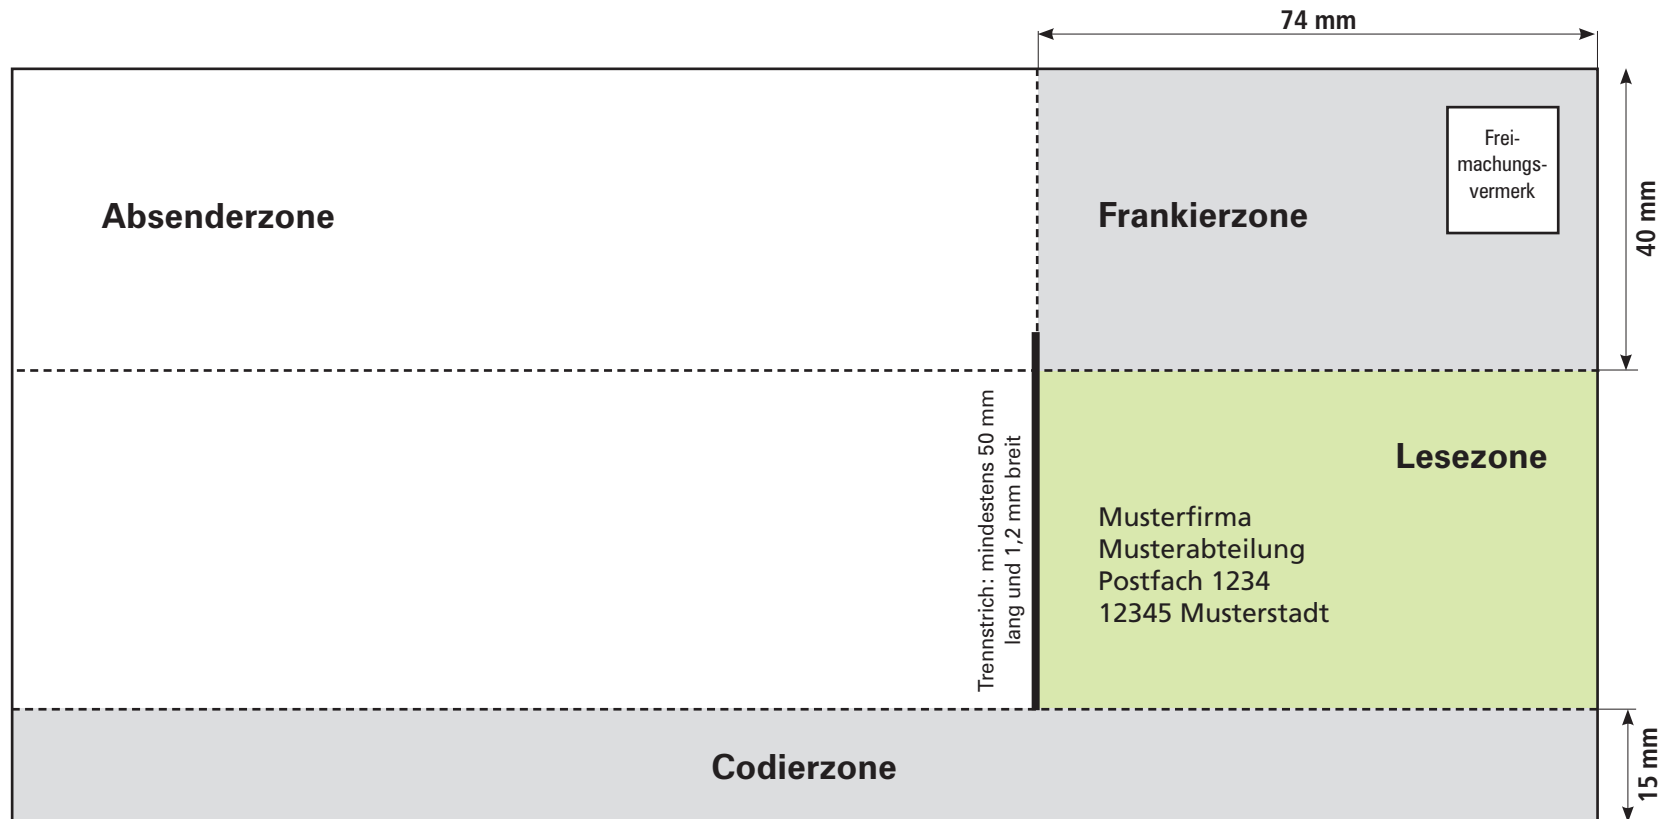 74 mm
Frei-
machungs-
vermerk
Absenderzone
Frankierzone
40 mm
Trennstrich: mindestens 50 mm
lang und 1,2 mm breit
Lesezone
Musterfirma
Musterabteilung
Postfach 1234
12345 Musterstadt
Codierzone
15 mm